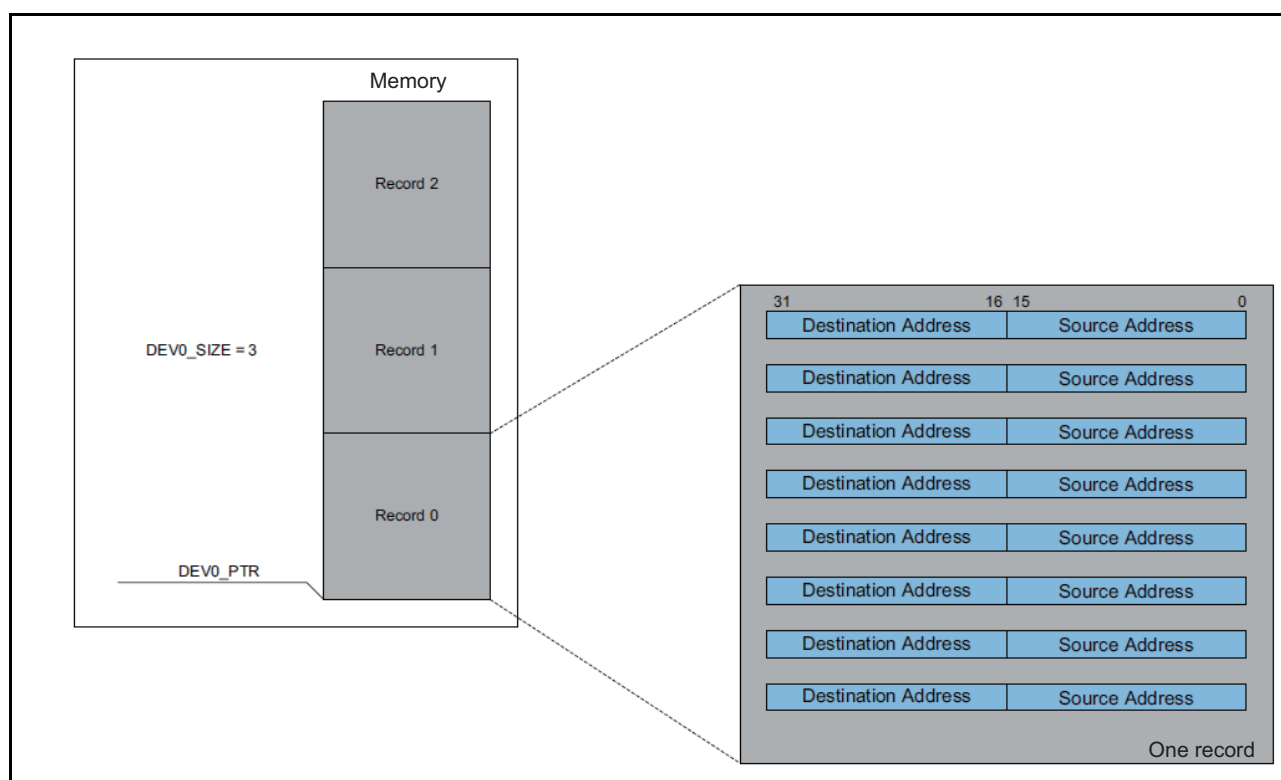 Memory
Record 2
DEV0_SIZE = 3
Record 1
Record 0
DEV0_PTR
31 16 15 0
Destination Address Source Address
Destination Address Source Address
Destination Address Source Address
Destination Address Source Address
Destination Address Source Address
Destination Address Source Address
Destination Address Source Address
Destination Address Source Address
One record